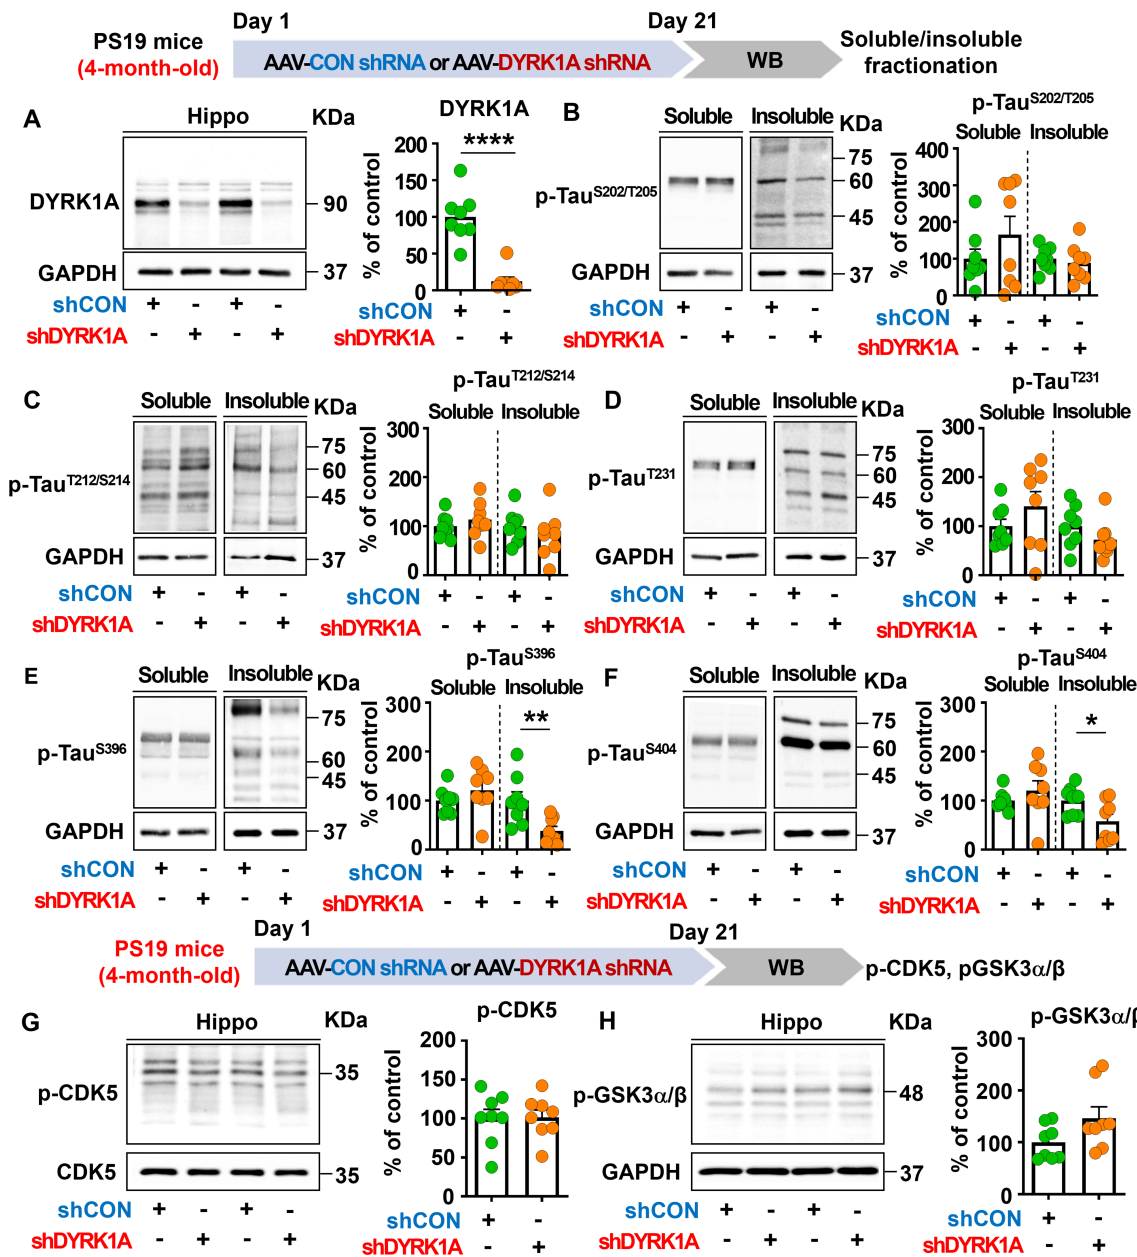 Day 1
Day 21
PS19 mice
(4-month-old)
AAV-CON shRNA or AAV-DYRK1A shRNA
WB
Soluble/insoluble
fractionation
A
Hippo
KDa
DYRK1A
90
GAPDH
37
shCON + - + -
shDYRK1A - + - +
DYRK1A
****
% of control
200
150
100
50
0
+ -
- +
B
Soluble Insoluble
KDa
p-TauS202/T205
75
60
45
GAPDH
37
shCON + - + -
shDYRK1A - + - +
p-TauS202/T205
Soluble Insoluble
% of control
400
300
200
100
0
shCON + - + -
shDYRK1A - + - +
C
Soluble Insoluble
KDa
p-TauT212/S214
75
60
45
GAPDH
37
shCON + - + -
shDYRK1A - + - +
p-TauT212/S214
Soluble Insoluble
% of control
300
200
100
0
shCON + - + -
shDYRK1A - + - +
D
Soluble Insoluble
KDa
p-TauT231
75
60
45
GAPDH
37
shCON + - + -
shDYRK1A - + - +
p-TauT231
Soluble Insoluble
% of control
300
200
100
0
shCON + - + -
shDYRK1A - + - +
E
Soluble Insoluble
KDa
p-TauS396
75
60
45
GAPDH
37
shCON + - + -
shDYRK1A - + - +
p-TauS396
Soluble Insoluble
**
% of control
300
200
100
0
shCON + - + -
shDYRK1A - + - +
F
Soluble Insoluble
KDa
p-TauS404
75
60
45
GAPDH
37
shCON + - + -
shDYRK1A - + - +
p-TauS404
Soluble Insoluble
*
% of control
300
200
100
0
shCON + - + -
shDYRK1A - + - +
Day 1
Day 21
PS19 mice
(4-month-old)
AAV-CON shRNA or AAV-DYRK1A shRNA
WB
p-CDK5, pGSK3α/β
G
Hippo
KDa
p-CDK5
35
CDK5
35
shCON + - + -
shDYRK1A - + - +
p-CDK5
% of control
200
150
100
50
0
shCON + -
shDYRK1A - +
H
Hippo
KDa
p-GSK3α/β
48
GAPDH
37
shCON + - + -
shDYRK1A - + - +
p-GSK3α/β
% of control
300
200
100
0
shCON + -
shDYRK1A - +